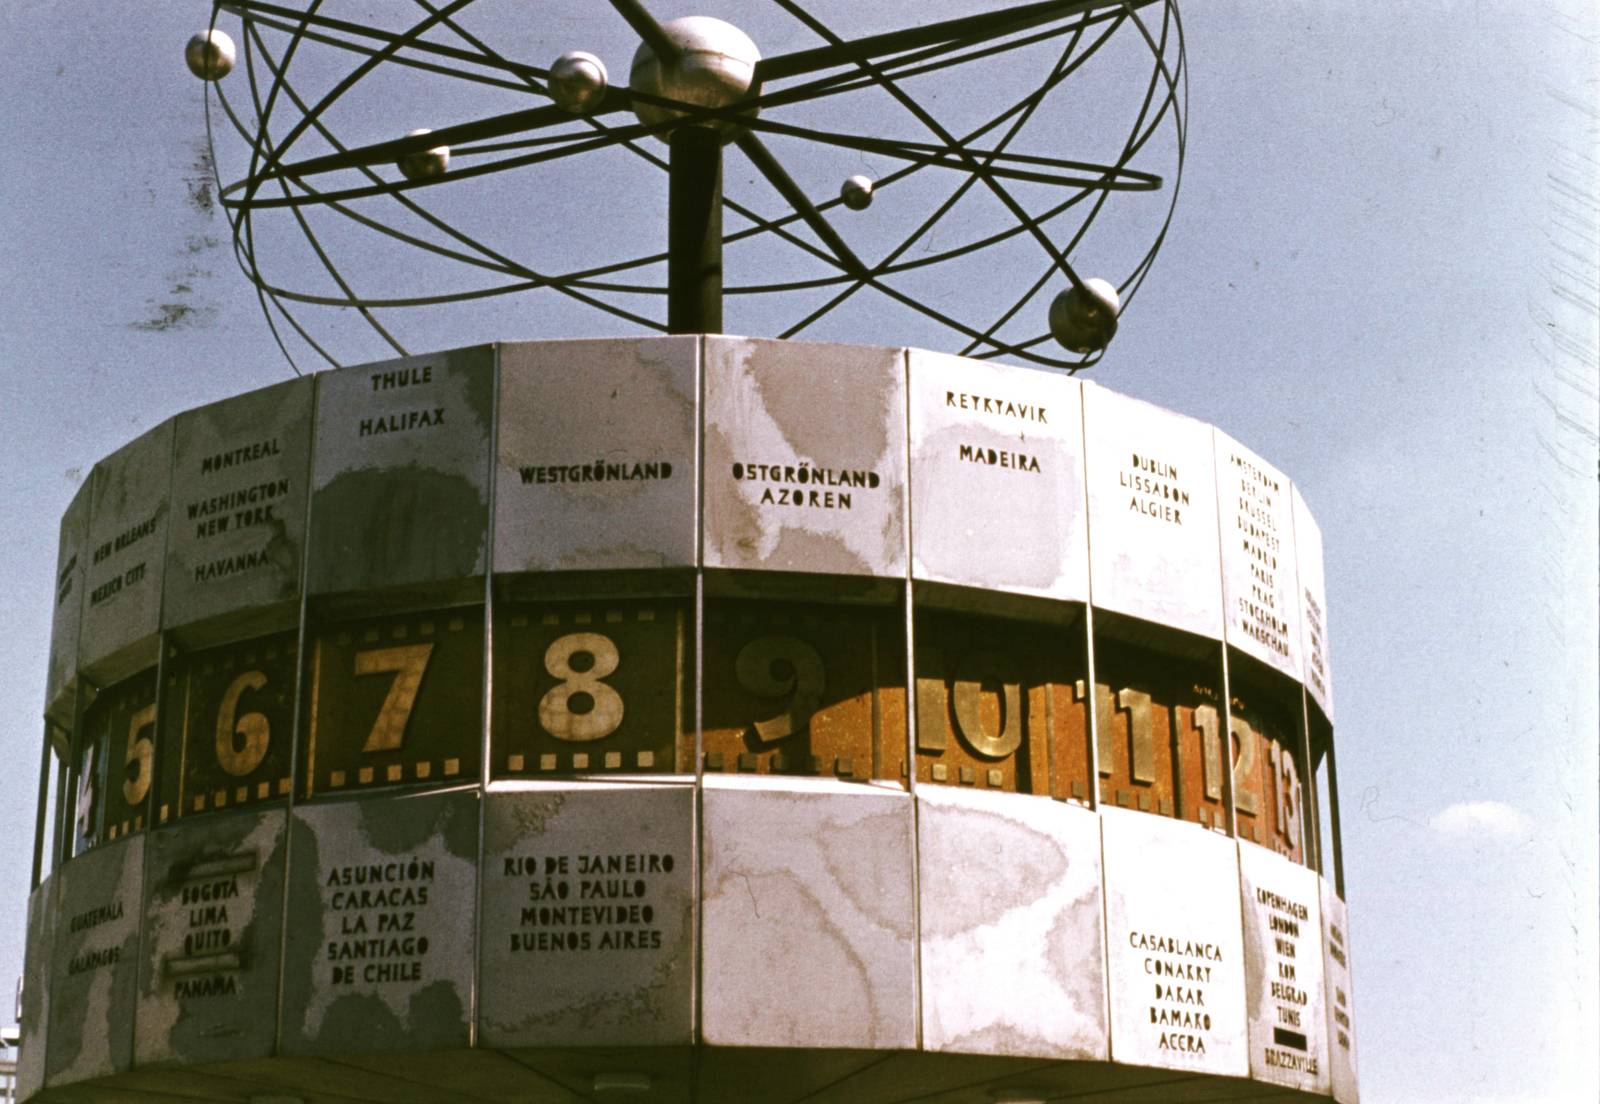 THULE
HALIFAX
MONTREAL
WASHINGTON
NEW YORK
HAVANNA
NEW ORLEANS
MEXICO CITY
WESTGRÖNLAND
OSTGRÖNLAND
AZOREN
REYKYAVIK
MADEIRA
DUBLIN
LISSABON
ALGIER
AMSTERDAM
BERLIN
BRÜSSEL
BUDAPEST
MADRID
PARIS
PRAG
STOCKHOLM
WARSCHAU
4 5 6 7 8 9 10 11 12 13
GUATEMALA
GALAPAGOS
BOGOTÁ
LIMA
QUITO
PANAMA
ASUNCIÓN
CARACAS
LA PAZ
SANTIAGO
DE CHILE
RIO DE JANEIRO
SÃO PAULO
MONTEVIDEO
BUENOS AIRES
CASABLANCA
CONAKRY
DAKAR
BAMAKO
ACCRA
KOPENHAGEN
LONDON
WIEN
ROM
BELGRAD
TUNIS
BRAZZAVILLE